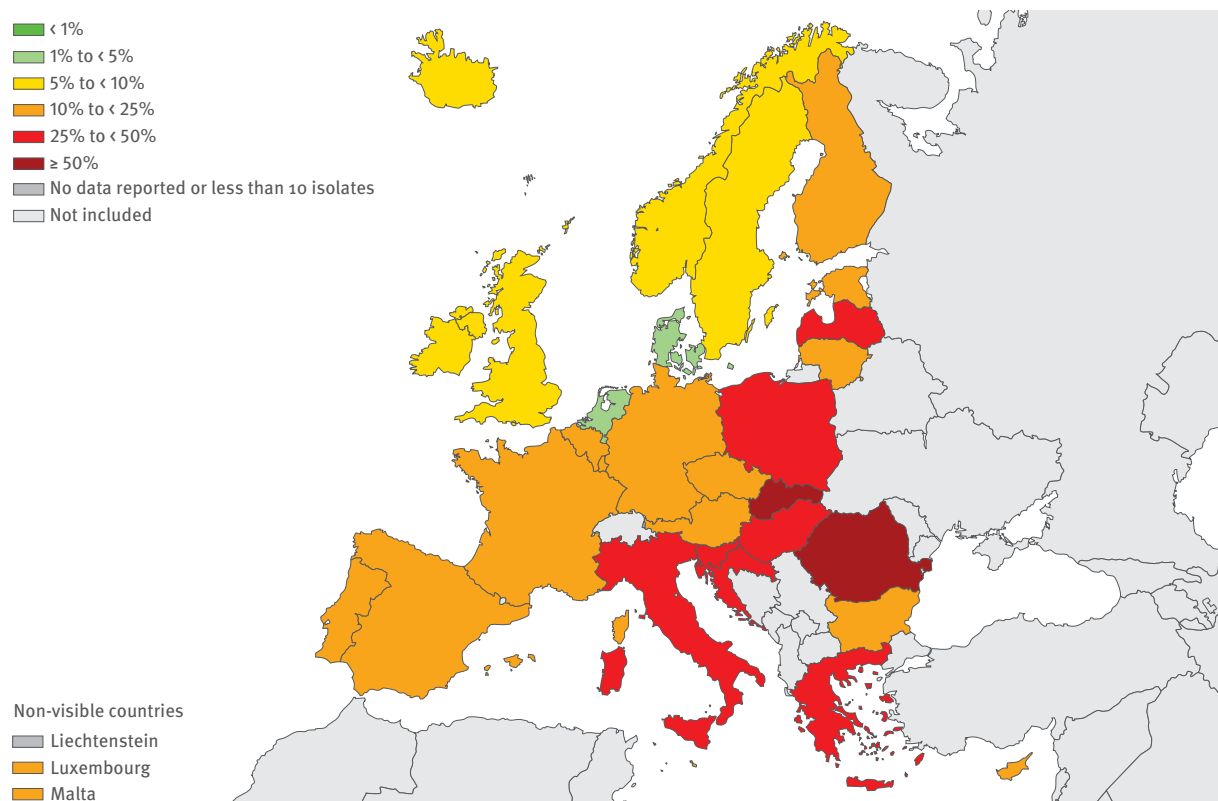 < 1%
1% to < 5%
5% to < 10%
10% to < 25%
25% to < 50%
≥ 50%
No data reported or less than 10 isolates
Not included
Non-visible countries
Liechtenstein
Luxembourg
Malta